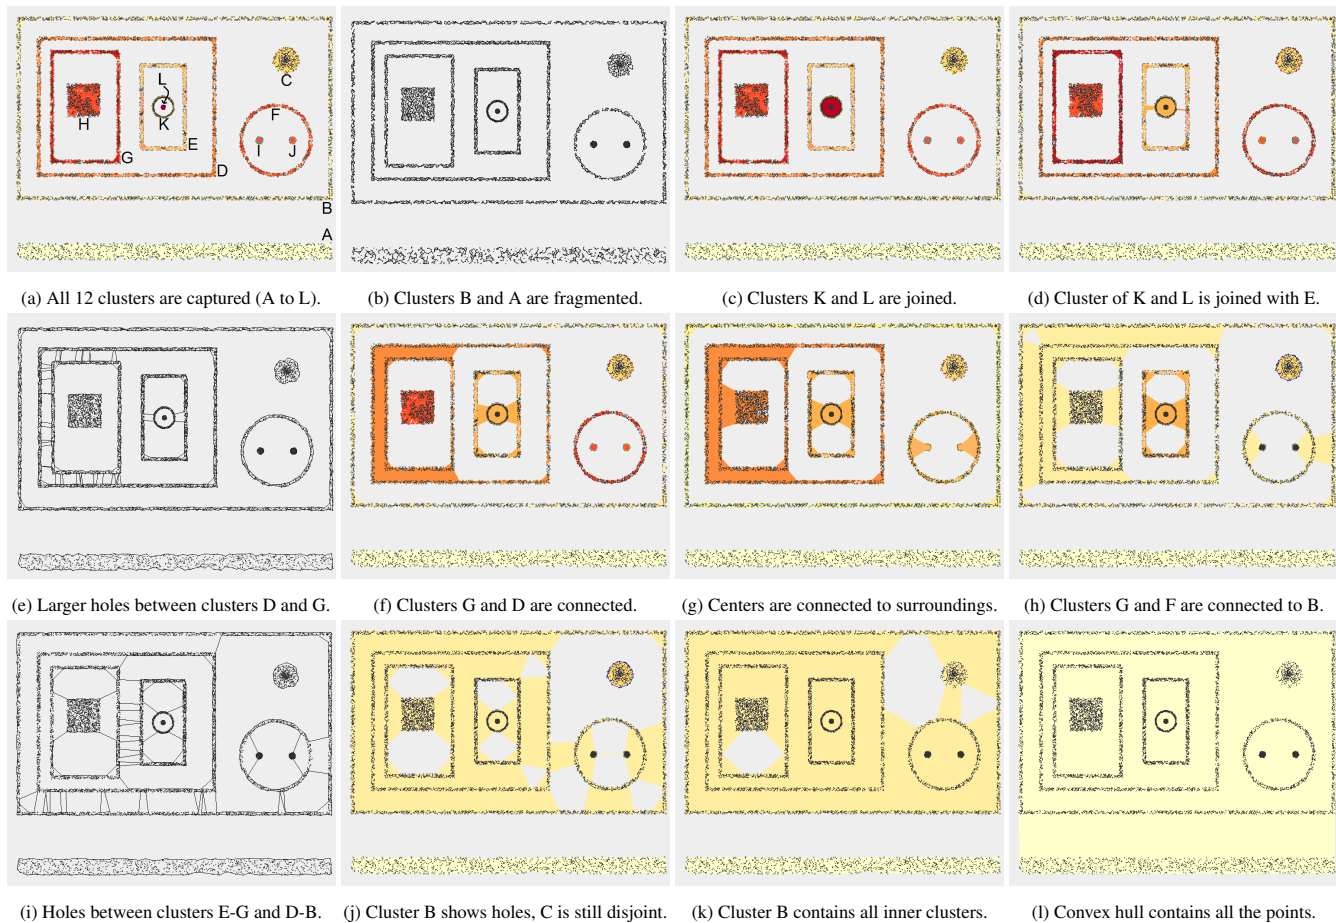 L
C
F
H
K
I
J
E
G
D
B
A
(a) All 12 clusters are captured (A to L).
(b) Clusters B and A are fragmented.
(c) Clusters K and L are joined.
(d) Cluster of K and L is joined with E.
(e) Larger holes between clusters D and G.
(f) Clusters G and D are connected.
(g) Centers are connected to surroundings.
(h) Clusters G and F are connected to B.
(i) Holes between clusters E-G and D-B.
(j) Cluster B shows holes, C is still disjoint.
(k) Cluster B contains all inner clusters.
(l) Convex hull contains all the points.